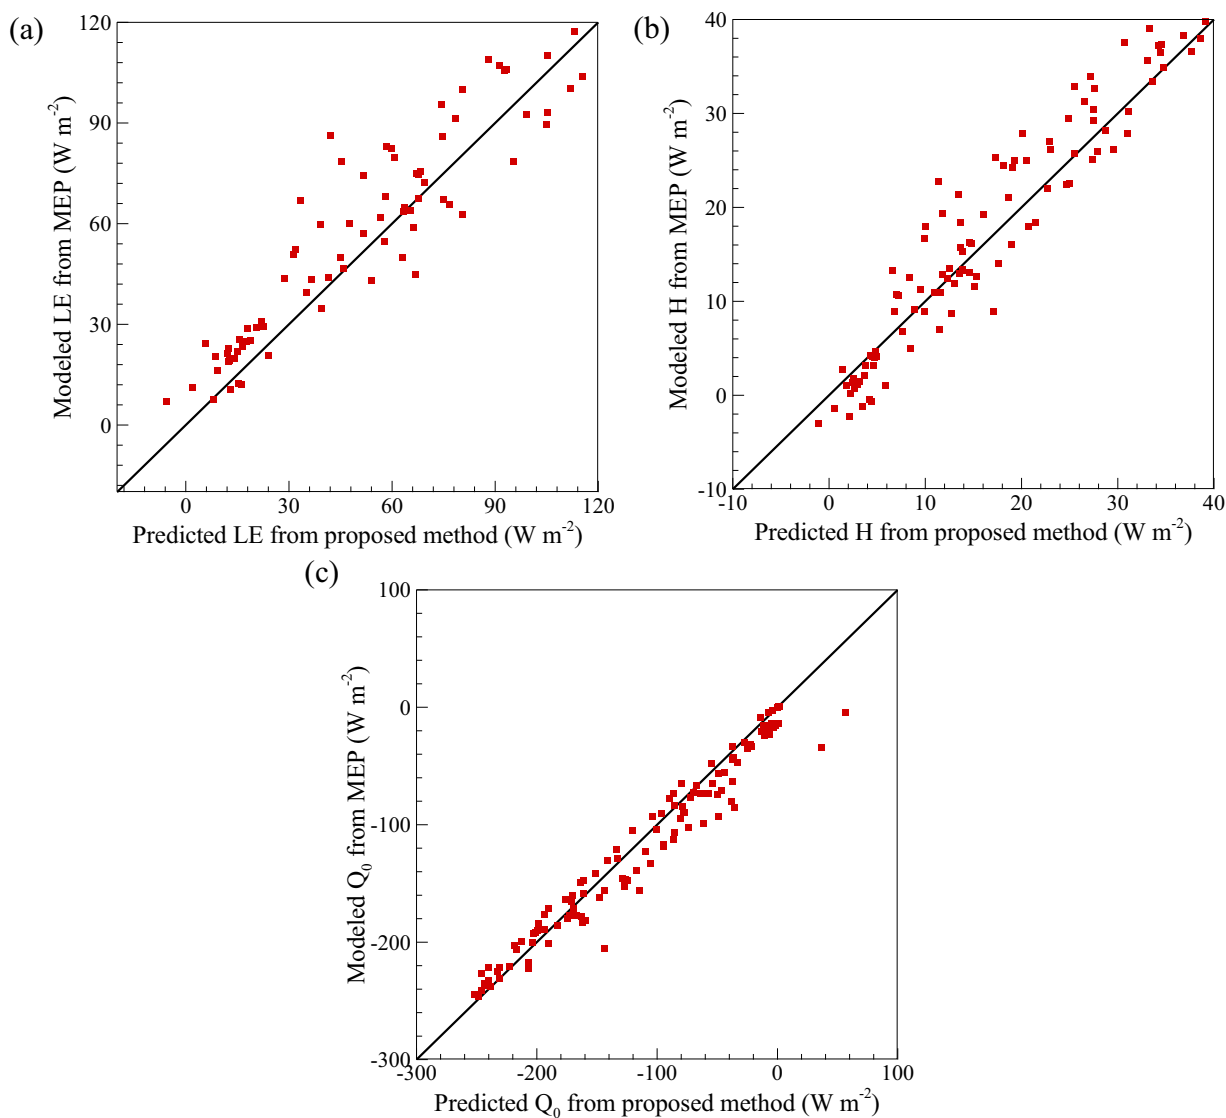 (a)
120
90
60
30
0
Modeled LE from MEP (W m⁻²)
0 30 60 90 120
Predicted LE from proposed method (W m⁻²)
(b)
40
30
20
10
0
-10
Modeled H from MEP (W m⁻²)
-10 0 10 20 30 40
Predicted H from proposed method (W m⁻²)
(c)
100
0
-100
-200
-300
Modeled Q₀ from MEP (W m⁻²)
-300 -200 -100 0 100
Predicted Q₀ from proposed method (W m⁻²)